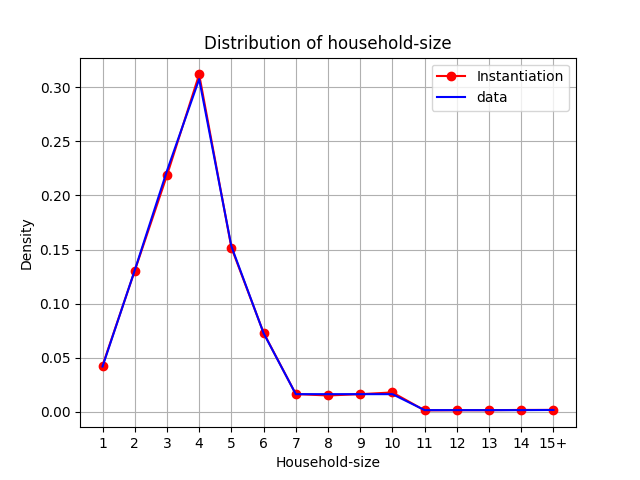 Distribution of household-size
Instantiation
data
0.30
0.25
0.20
0.15
0.10
0.05
0.00
Density
1 2 3 4 5 6 7 8 9 10 11 12 13 14 15+
Household-size